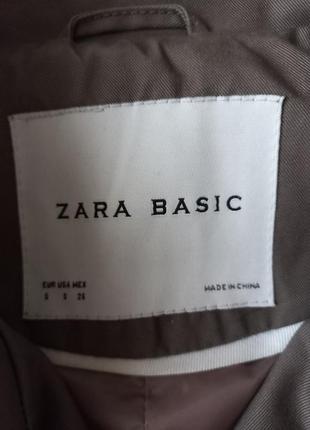 ZARA BASIC
EUR USA MEX
S S 26
MADE IN CHINA